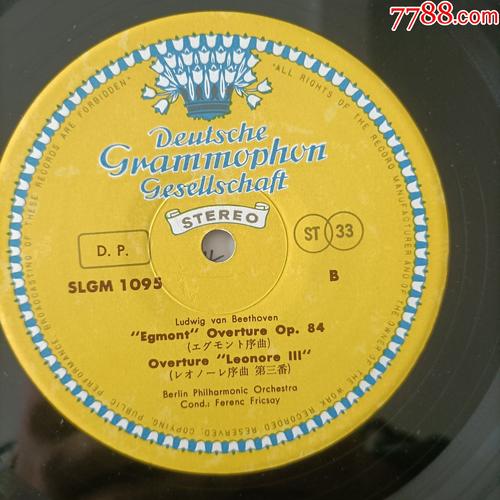 7788.com
"ALL RIGHTS OF THE RECORD MANUFACTURER AND OF THE OWNER OF THE WORK RECORDED RESERVED. COPYING, PUBLIC PERFORMANCE, BROADCASTING OF THESE RECORDS ARE FORBIDDEN"
Deutsche
Grammophon
Gesellschaft
STEREO
D. P.
ST 33
SLGM 1095
B
Ludwig van Beethoven
"Egmont" Overture Op. 84
(エグモント序曲)
Overture "Leonore III"
(レオノーレ序曲 第三番)
Berlin Philharmonic Orchestra
Cond.: Ferenc Fricsay